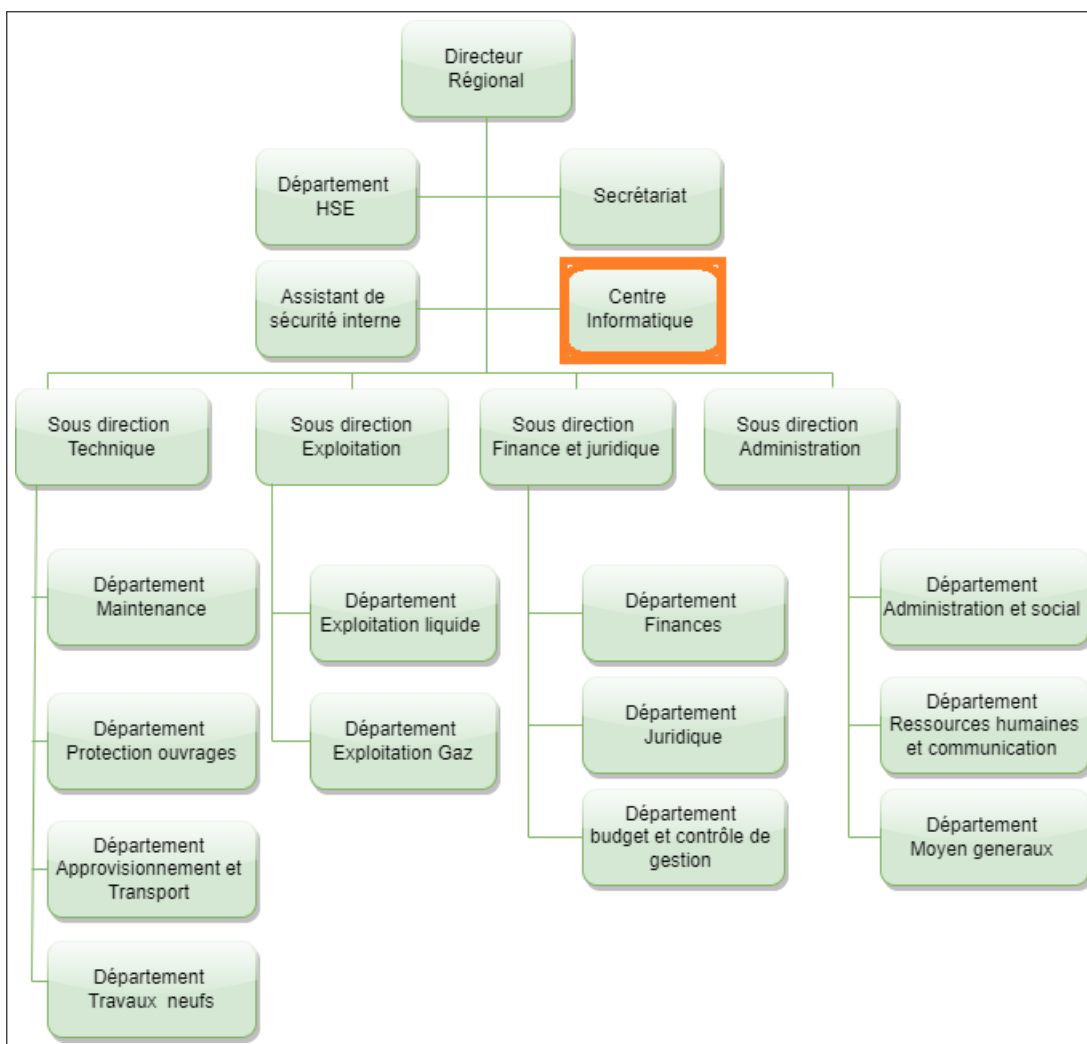 Directeur
Régional
Département
HSE
Secrétariat
Assistant de
sécurité interne
Centre
Informatique
Sous direction
Technique
Sous direction
Exploitation
Sous direction
Finance et juridique
Sous direction
Administration
Département
Maintenance
Département
Protection ouvrages
Département
Approvisionnement et
Transport
Département
Travaux neufs
Département
Exploitation liquide
Département
Exploitation Gaz
Département
Finances
Département
Juridique
Département
budget et contrôle de
gestion
Département
Administration et social
Département
Ressources humaines
et communication
Département
Moyen generaux